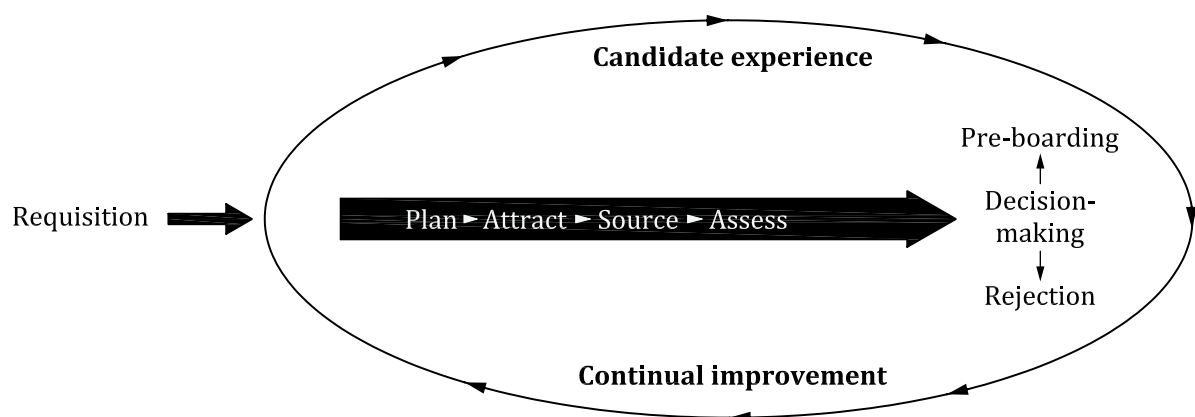 Candidate experience
Pre-boarding
Requisition
Plan ► Attract ► Source ► Assess
Decision-
making
Rejection
Continual improvement